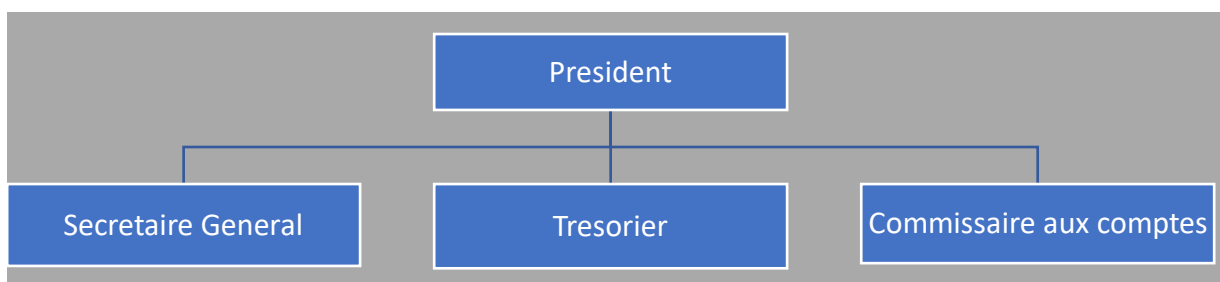 President
Secretaire General
Tresorier
Commissaire aux comptes